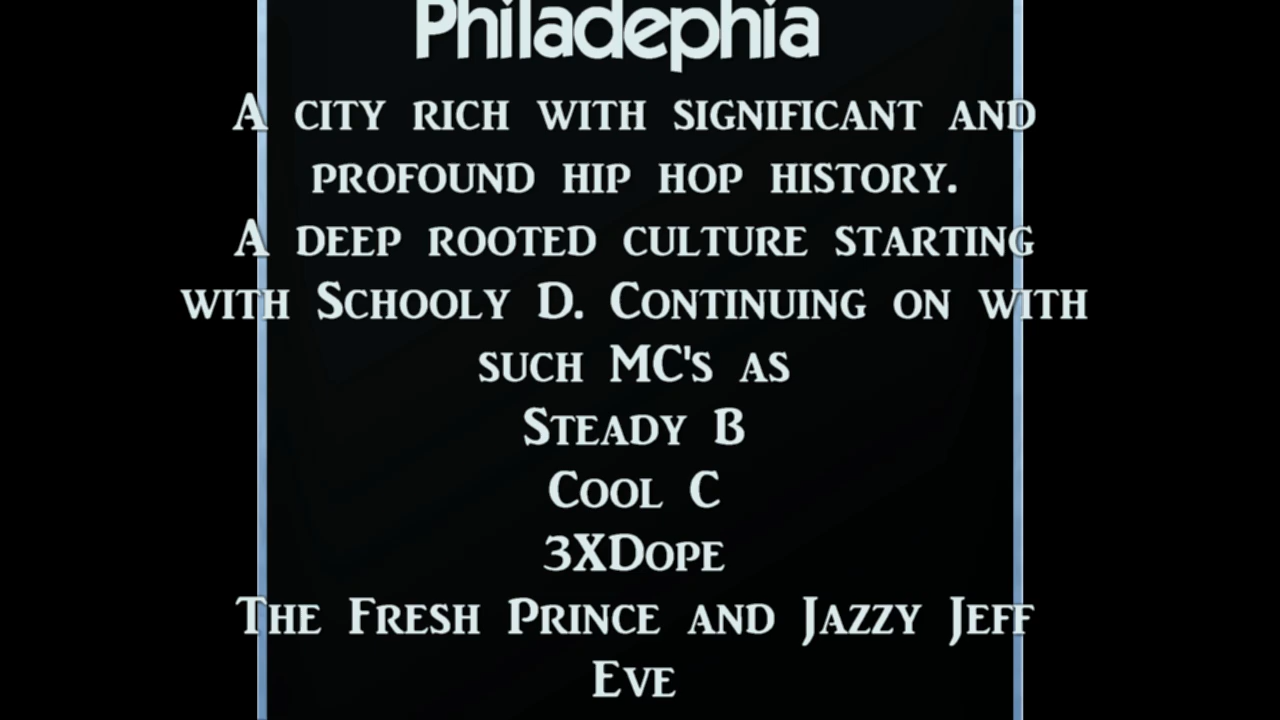 Philadephia
A city rich with significant and
profound hip hop history.
A deep rooted culture starting
with Schooly D. Continuing on with
such MC's as
Steady B
Cool C
3XDope
The Fresh Prince and Jazzy Jeff
Eve